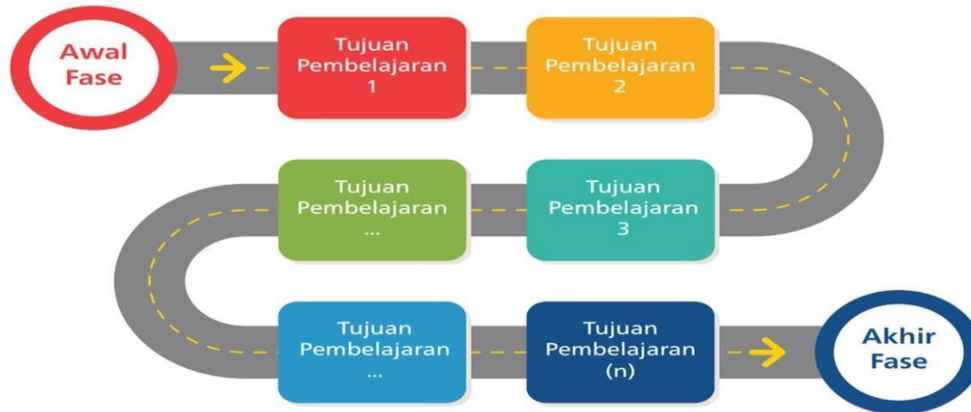 Awal
Fase
Tujuan
Pembelajaran
1
Tujuan
Pembelajaran
2
Tujuan
Pembelajaran
3
Tujuan
Pembelajaran
...
Tujuan
Pembelajaran
...
Tujuan
Pembelajaran
(n)
Akhir
Fase